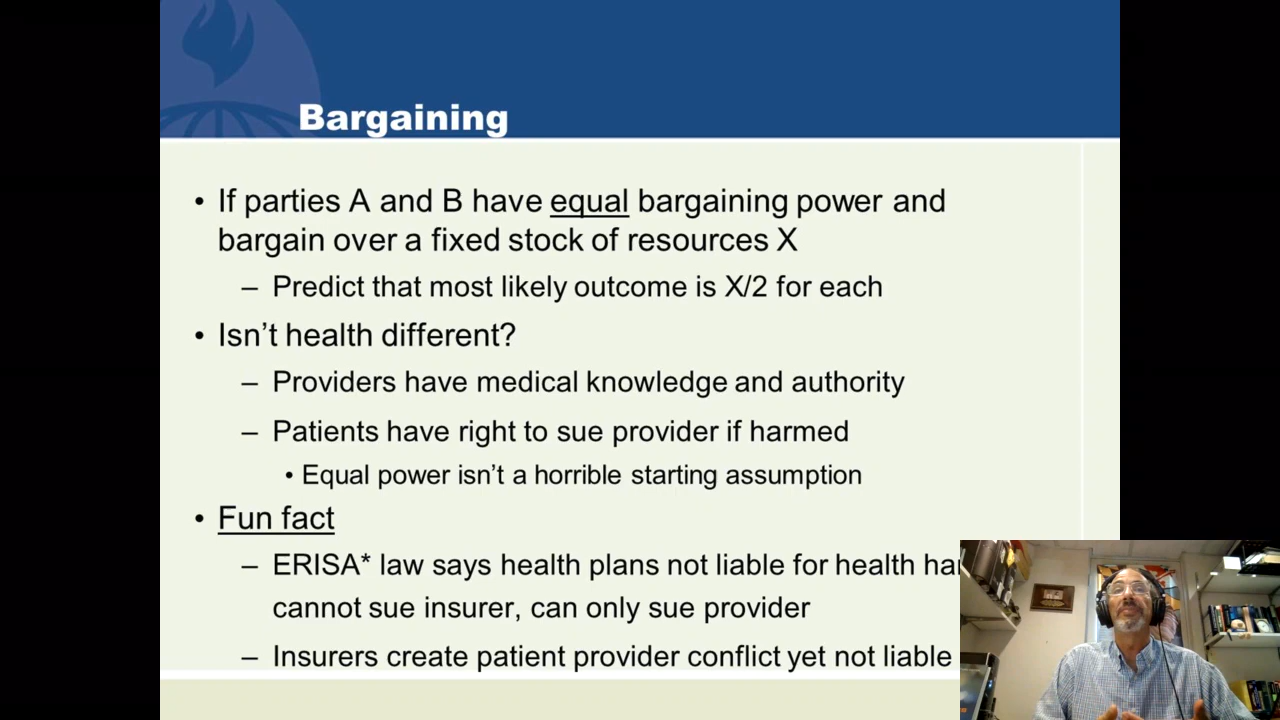 Bargaining
• If parties A and B have equal bargaining power and
bargain over a fixed stock of resources X
– Predict that most likely outcome is X/2 for each
• Isn't health different?
– Providers have medical knowledge and authority
– Patients have right to sue provider if harmed
• Equal power isn't a horrible starting assumption
• Fun fact
– ERISA* law says health plans not liable for health
cannot sue insurer, can only sue provider
– Insurers create patient provider conflict yet not liable